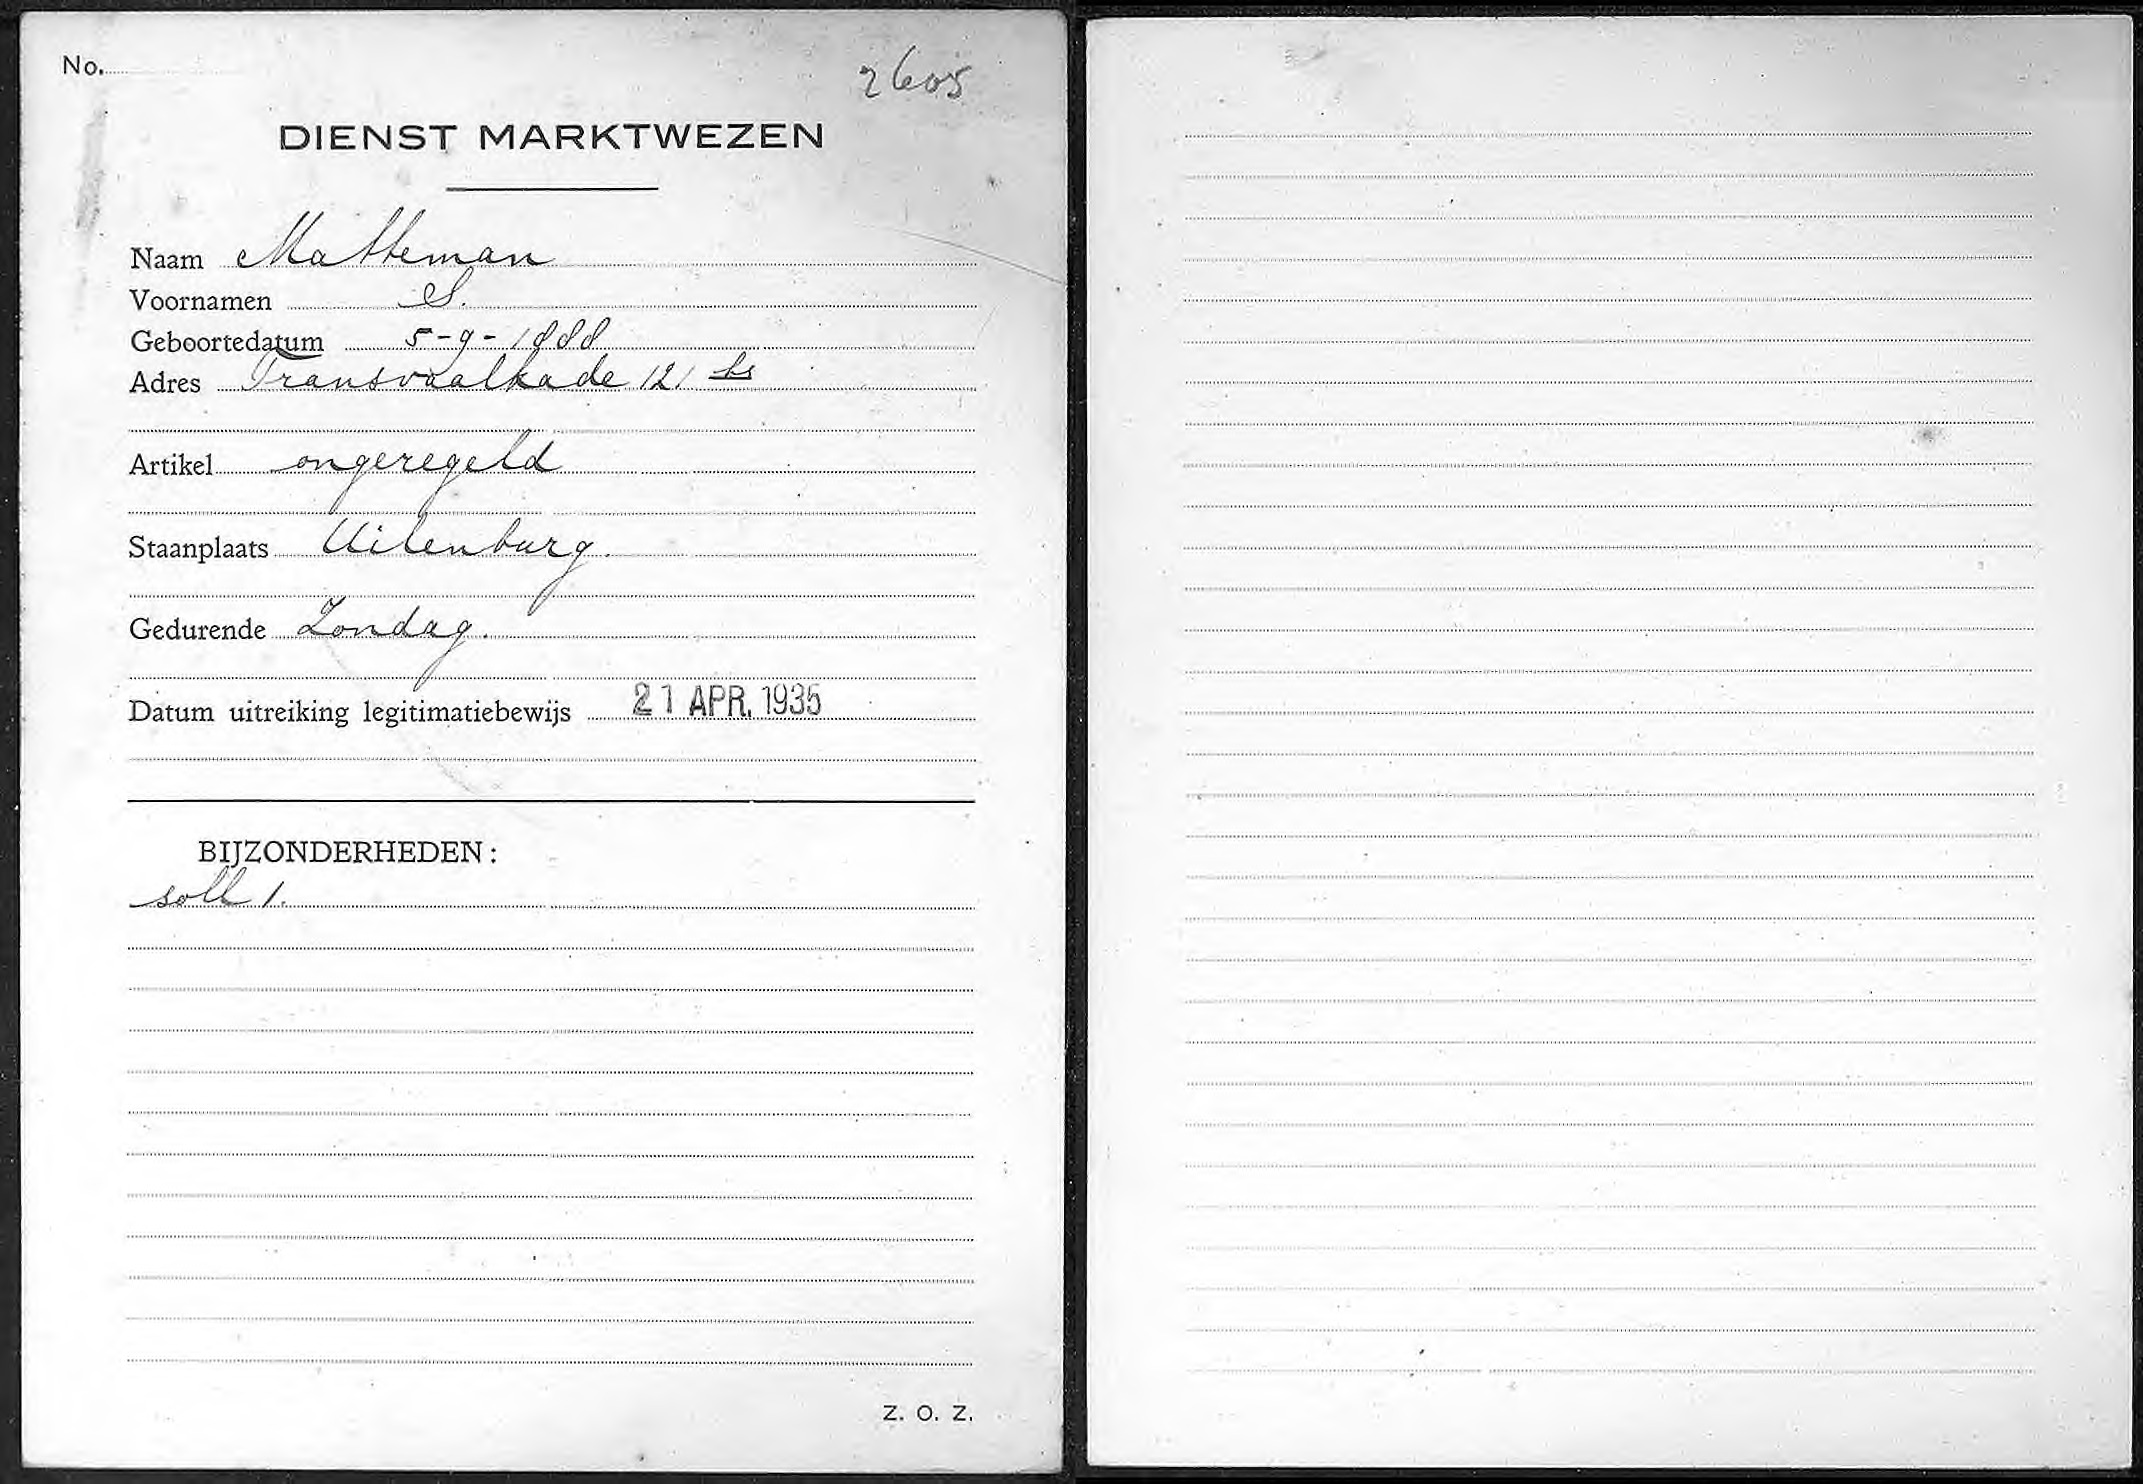 No.
2605
DIENST MARKTWEZEN
Naam Matteman
Voornamen S.
Geboortedatum 5-9-1888
Adres Transvaalkade 121 hs
Artikel ongeregeld
Staanplaats Uilenburg.
Gedurende Zondag.
Datum uitreiking legitimatiebewijs 21 APR. 1935
BIJZONDERHEDEN:
soll 1.
Z. O. Z.